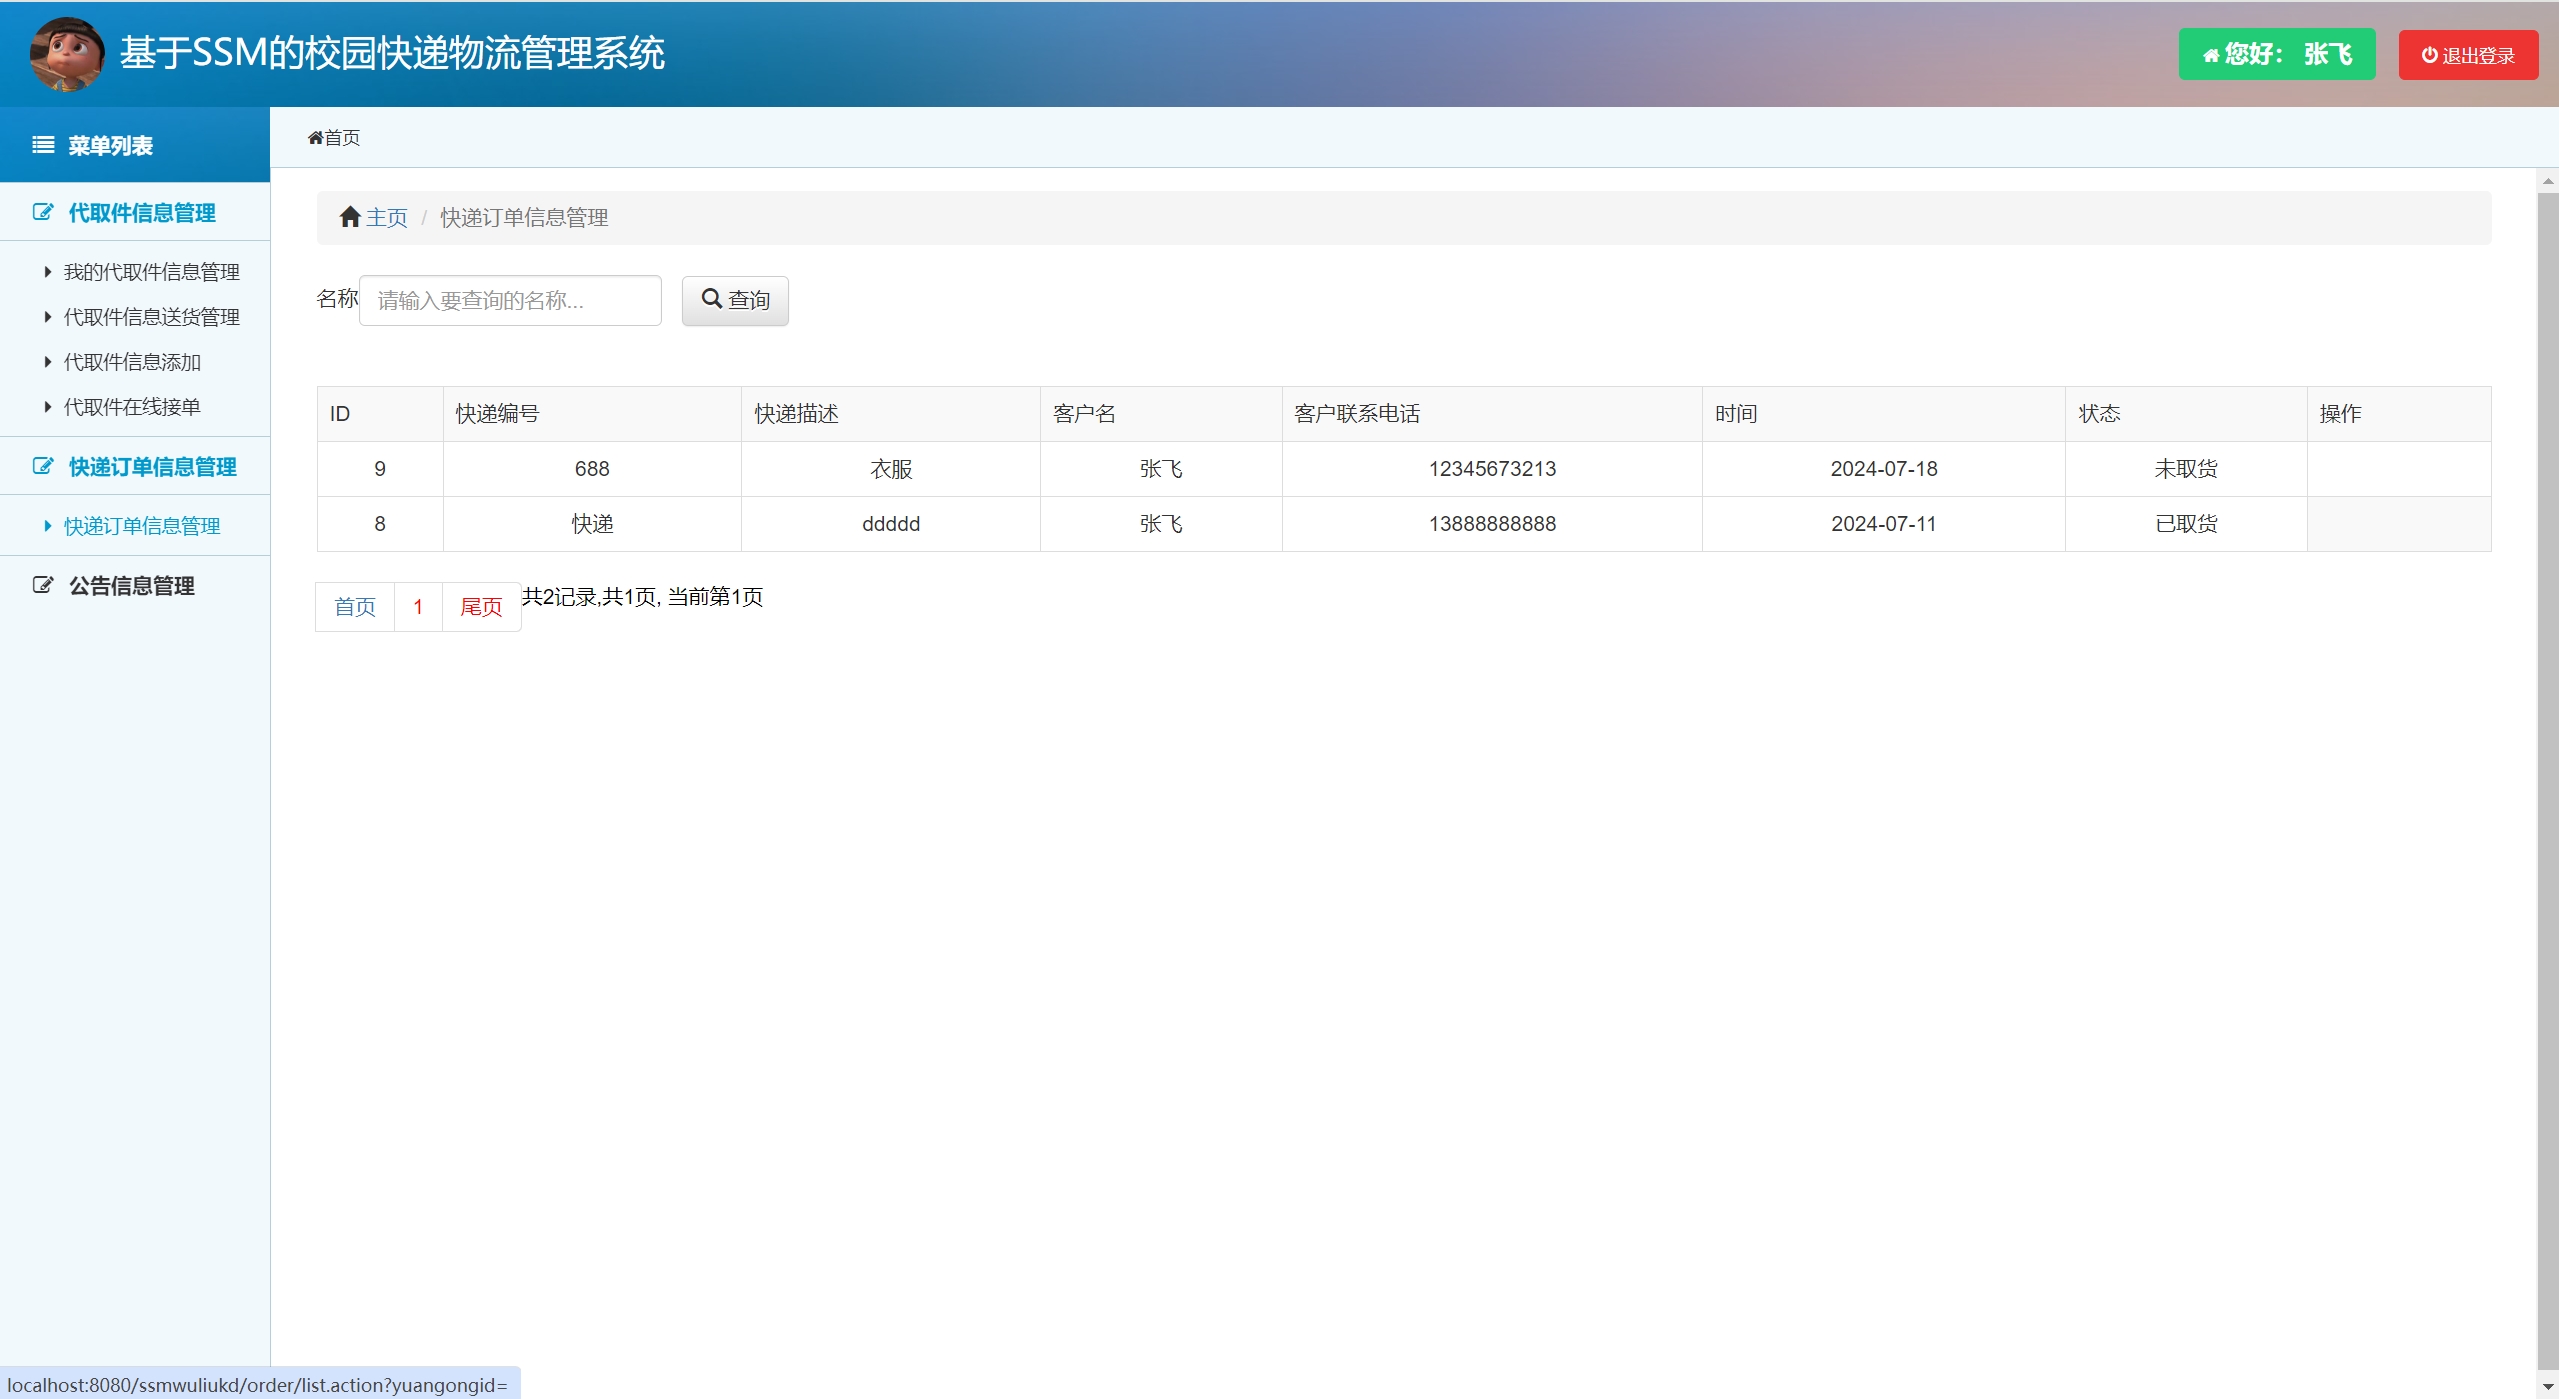 基于SSM的校园快递物流管理系统
您好： 张飞
退出登录
菜单列表
首页
代取件信息管理
我的代取件信息管理
代取件信息送货管理
代取件信息添加
代取件在线接单
快递订单信息管理
快递订单信息管理
公告信息管理
主页 / 快递订单信息管理
名称 请输入要查询的名称... 查询
ID 快递编号 快递描述 客户名 客户联系电话 时间 状态 操作
9 688 衣服 张飞 12345673213 2024-07-18 未取货
8 快递 ddddd 张飞 13888888888 2024-07-11 已取货
首页 1 尾页 共2记录,共1页, 当前第1页
localhost:8080/ssmwuliukd/order/list.action?yuangongid=